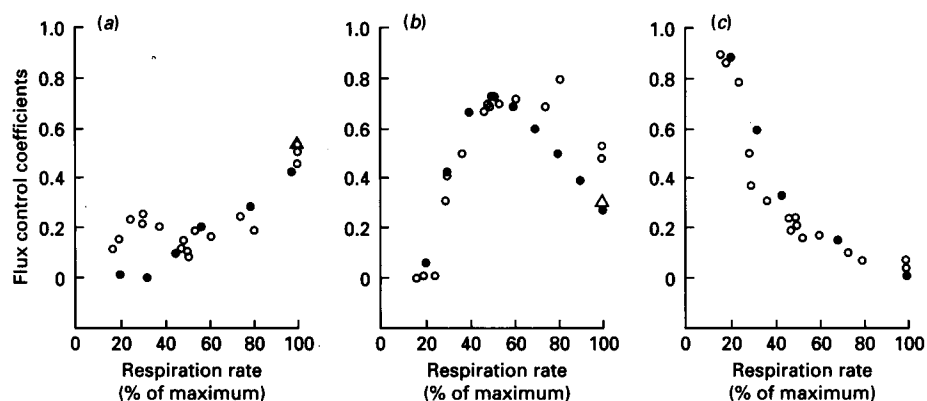 (a)
(b)
(c)
Flux control coefficients
1.0
0.8
0.6
0.4
0.2
0
0 20 40 60 80 100
Respiration rate
(% of maximum)
1.0
0.8
0.6
0.4
0.2
0
0 20 40 60 80 100
Respiration rate
(% of maximum)
1.0
0.8
0.6
0.4
0.2
0
0 20 40 60 80 100
Respiration rate
(% of maximum)